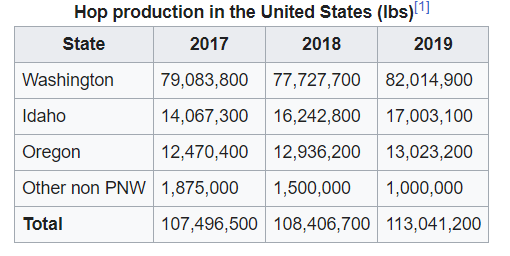 Hop production in the United States (lbs)[1]
State 2017 2018 2019
Washington 79,083,800 77,727,700 82,014,900
Idaho 14,067,300 16,242,800 17,003,100
Oregon 12,470,400 12,936,200 13,023,200
Other non PNW 1,875,000 1,500,000 1,000,000
Total 107,496,500 108,406,700 113,041,200